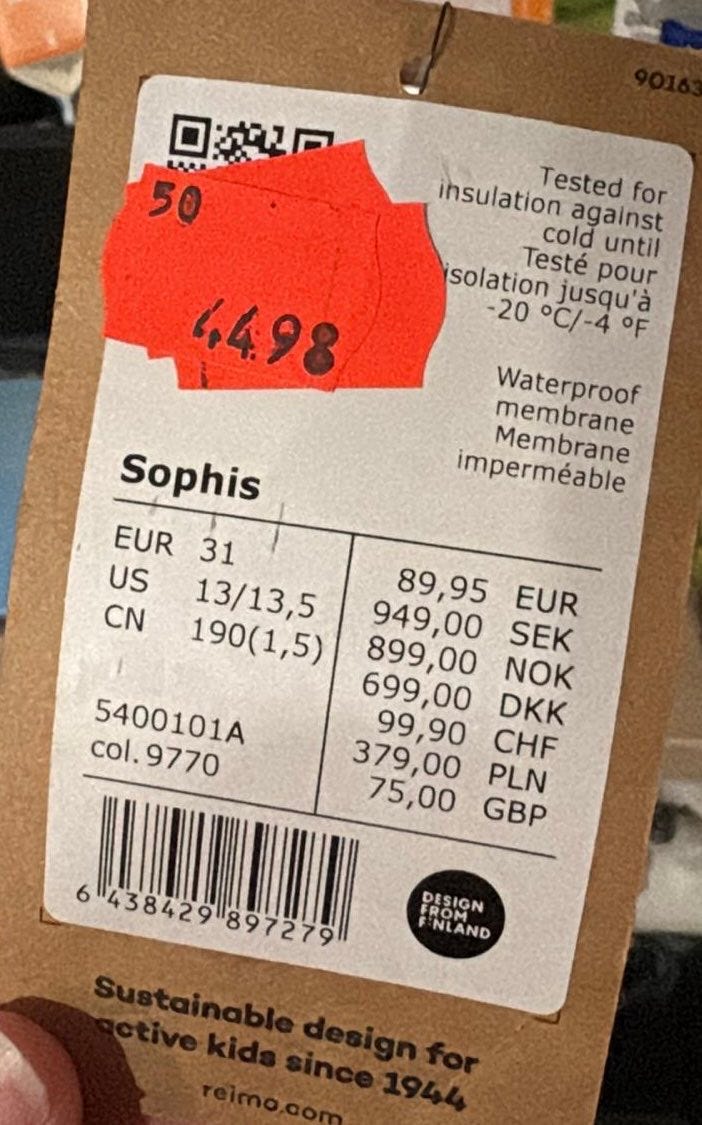 90163
50
4498
Tested for
insulation against
cold until
Testé pour
isolation jusqu'à
-20 °C/-4 °F
Waterproof
membrane
Membrane
imperméable
Sophis
EUR 31
US 13/13,5
CN 190(1,5)
5400101A
col. 9770
89,95 EUR
949,00 SEK
899,00 NOK
699,00 DKK
99,90 CHF
379,00 PLN
75,00 GBP
6 438429 897279
DESIGN
FROM
FINLAND
Sustainable design for
active kids since 1944
reima.com